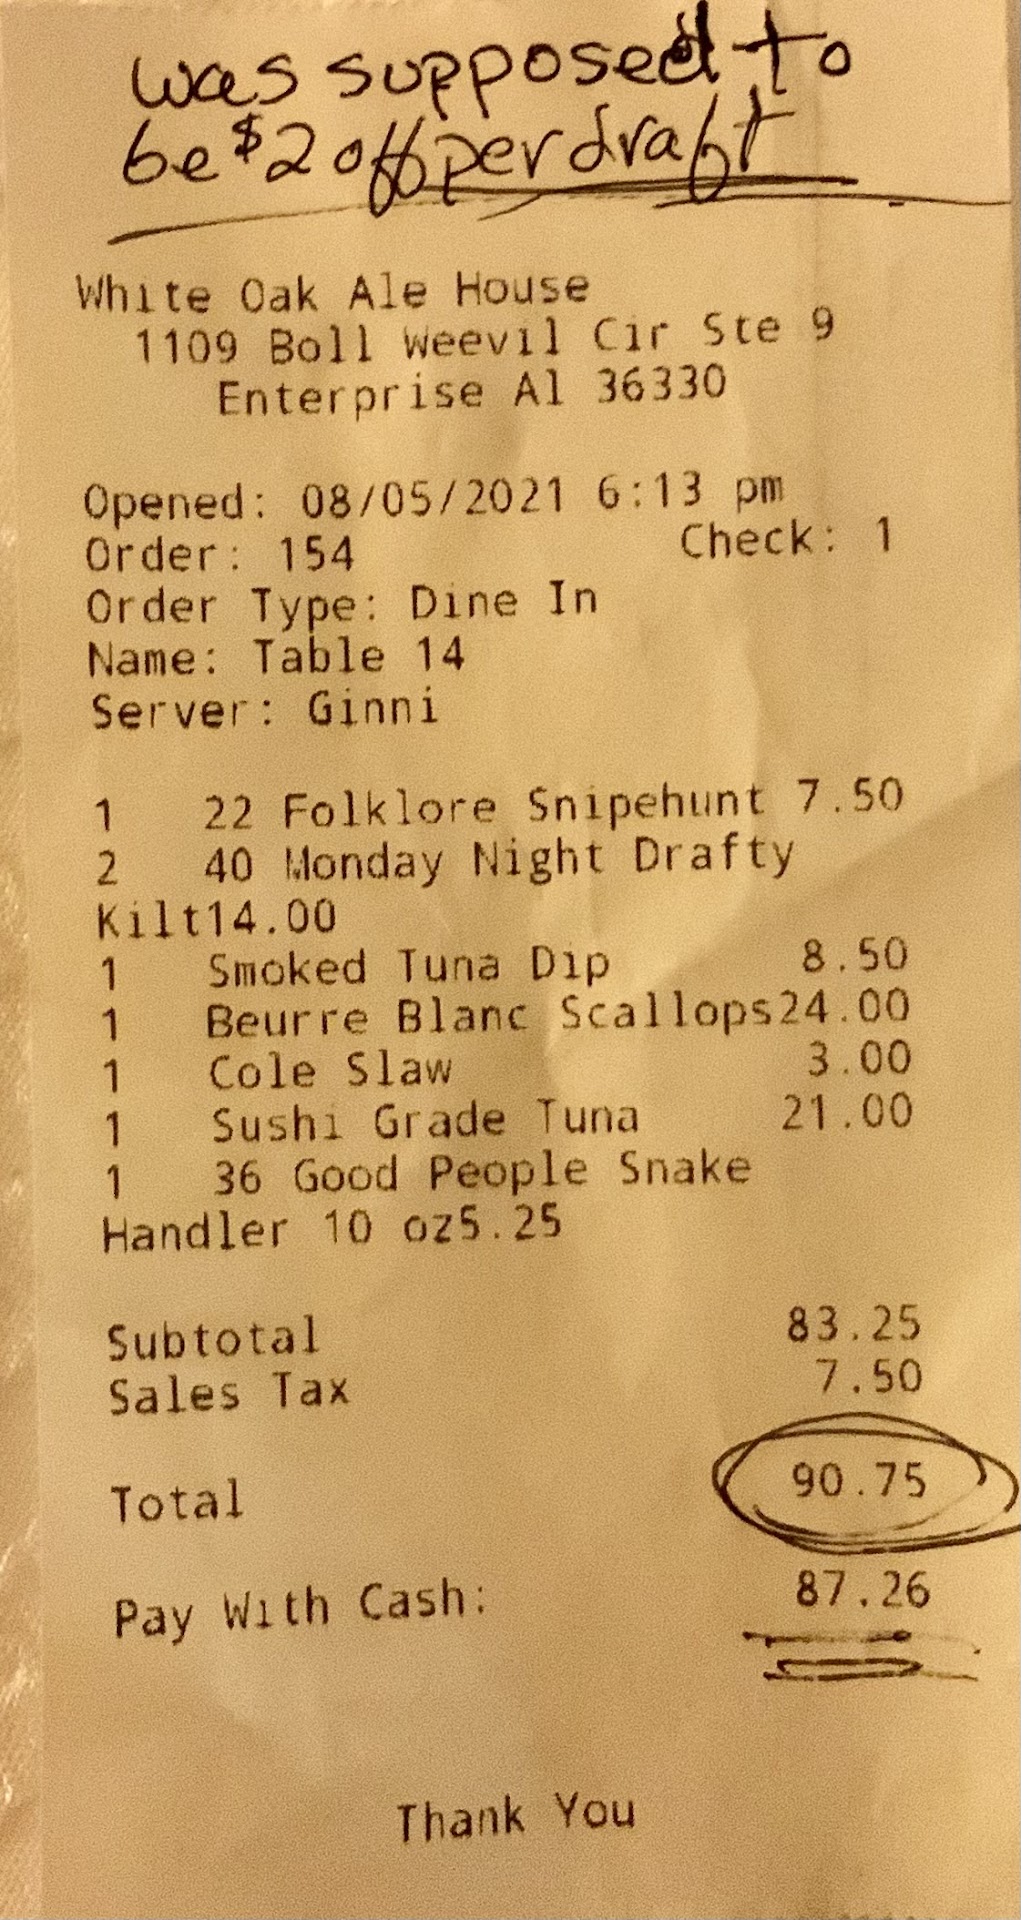 was supposed to
be $2 off per draft
White Oak Ale House
1109 Boll Weevil Cir Ste 9
Enterprise Al 36330
Opened: 08/05/2021 6:13 pm
Order: 154 Check: 1
Order Type: Dine In
Name: Table 14
Server: Ginni
1 22 Folklore Snipehunt 7.50
2 40 Monday Night Drafty
Kilt14.00
1 Smoked Tuna Dip 8.50
1 Beurre Blanc Scallops24.00
1 Cole Slaw 3.00
1 Sushi Grade Tuna 21.00
1 36 Good People Snake
Handler 10 oz5.25
Subtotal 83.25
Sales Tax 7.50
Total 90.75
Pay With Cash: 87.26
Thank You